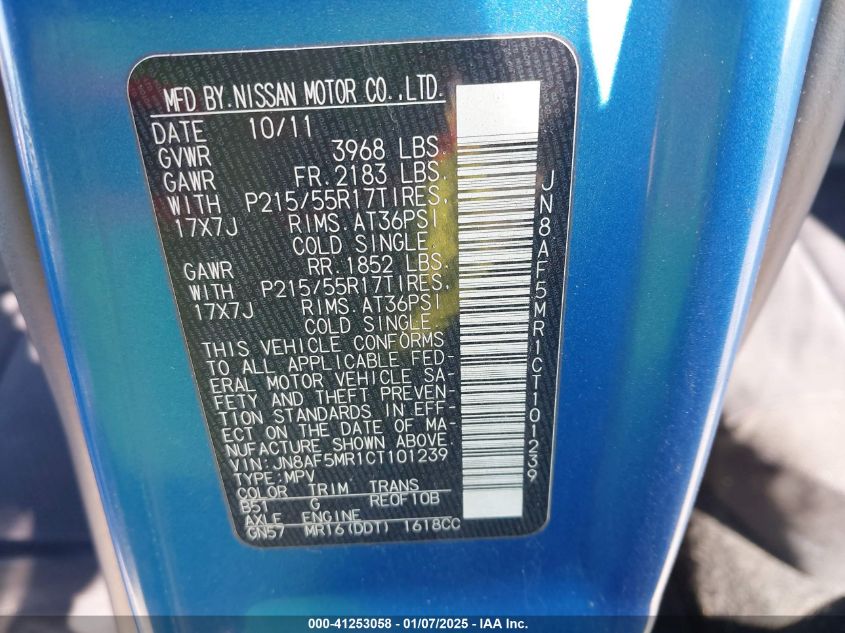 MFD BY.NISSAN MOTOR CO.,LTD.
DATE 10/11
GVWR 3968 LBS.
GAWR FR.2183 LBS.
WITH P215/55R17TIRES,
17X7J RIMS.AT36PSI
COLD SINGLE.
GAWR RR.1852 LBS.
WITH P215/55R17TIRES,
17X7J RIMS.AT36PSI
COLD SINGLE.
THIS VEHICLE CONFORMS
TO ALL APPLICABLE FED-
ERAL MOTOR VEHICLE SA-
FETY AND THEFT PREVEN-
TION STANDARDS IN EFF-
ECT ON THE DATE OF MA-
NUFACTURE SHOWN ABOVE.
VIN:JN8AF5MR1CT101239
TYPE:MPV
COLOR TRIM TRANS
B51 G RE0F10B
AXLE ENGINE
GN57 MR16(DDT) 1618CC
JN8AF5MR1CT101239
000-41253058 - 01/07/2025 - IAA Inc.